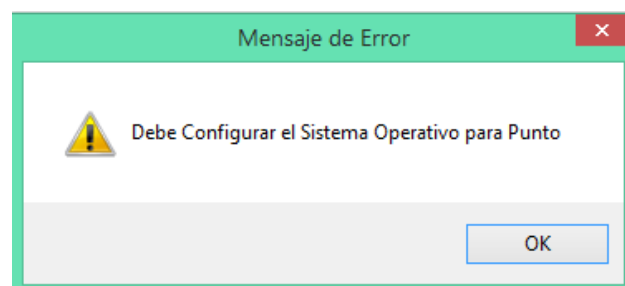 Mensaje de Error
Debe Configurar el Sistema Operativo para Punto
OK